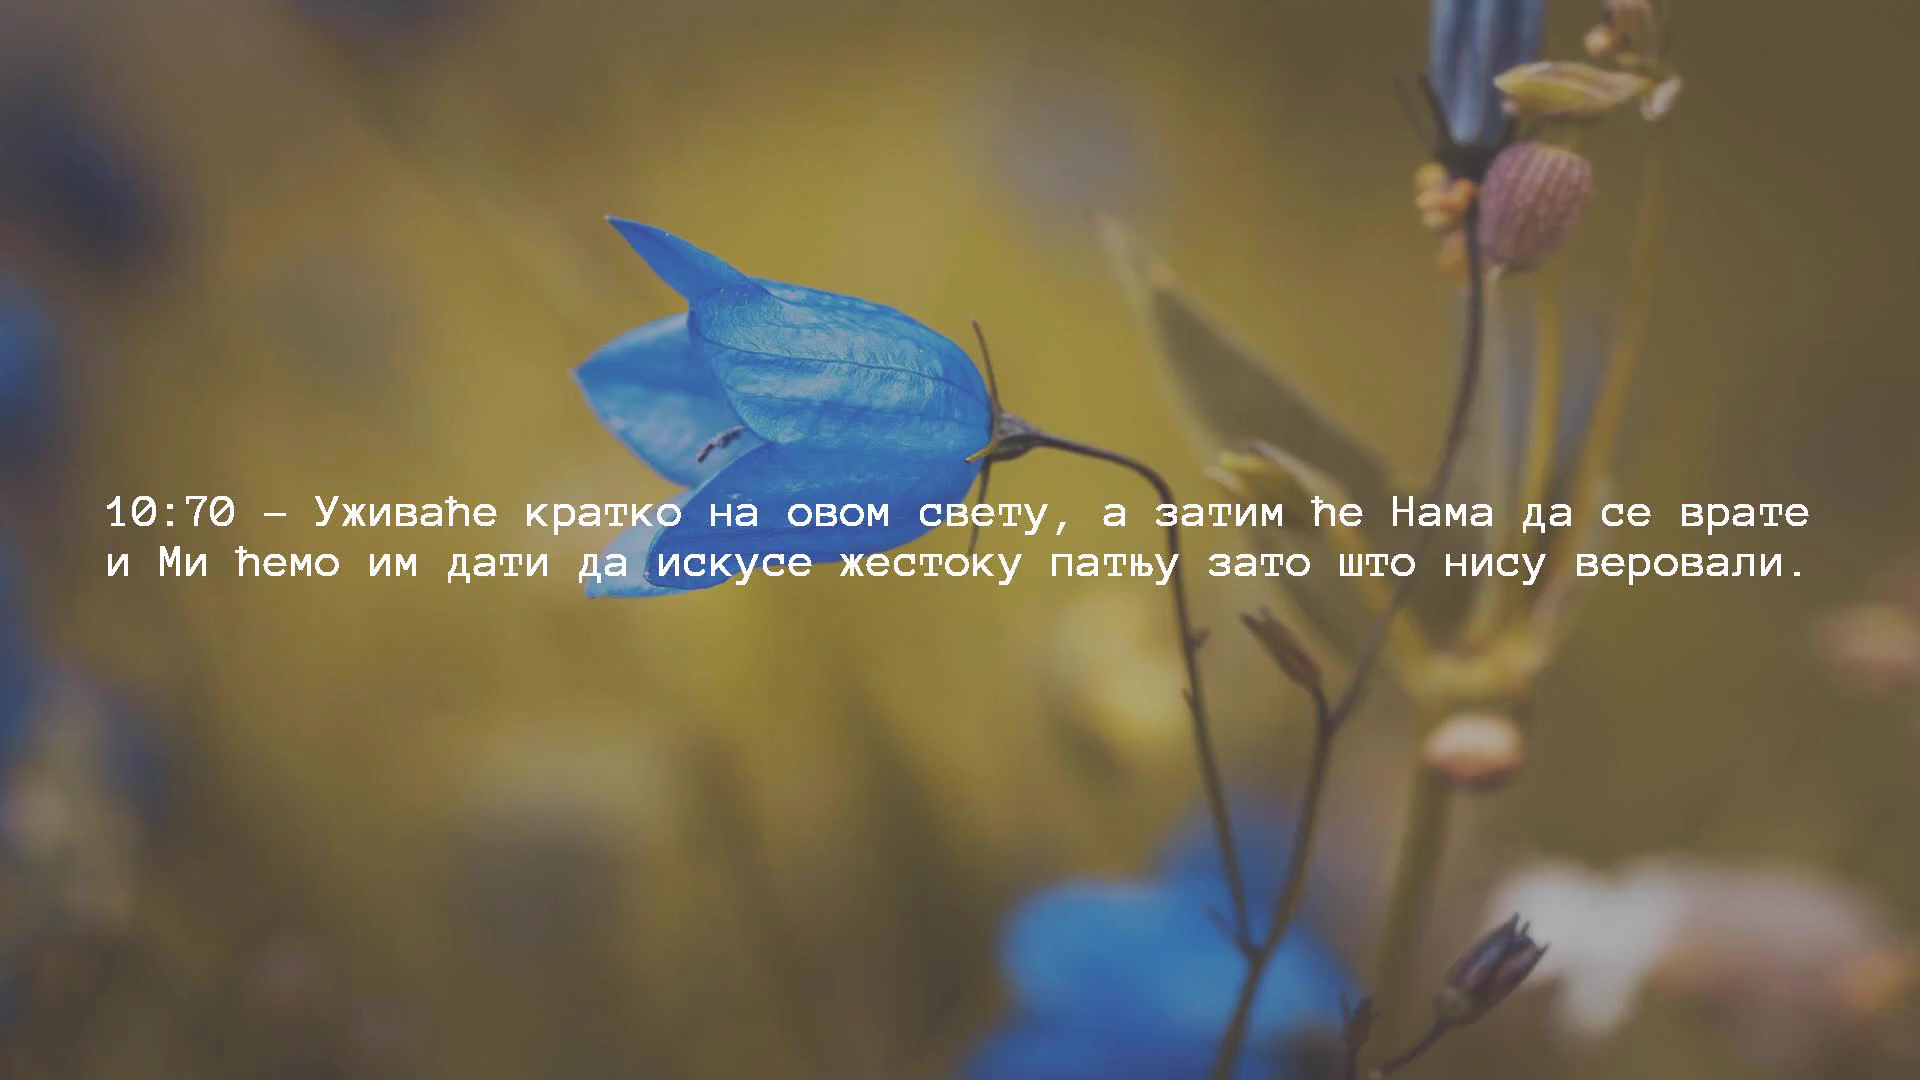 10:70 – Уживаће кратко на овом свету, а затим ће Нама да се врате
и Ми ћемо им дати да искусе жестоку патњу зато што нису веровали.